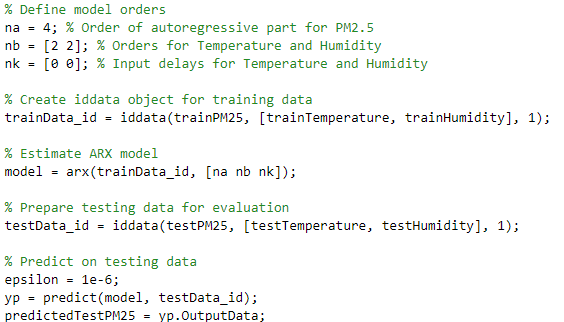 % Define model orders
na = 4; % Order of autoregressive part for PM2.5
nb = [2 2]; % Orders for Temperature and Humidity
nk = [0 0]; % Input delays for Temperature and Humidity
% Create iddata object for training data
trainData_id = iddata(trainPM25, [trainTemperature, trainHumidity], 1);
% Estimate ARX model
model = arx(trainData_id, [na nb nk]);
% Prepare testing data for evaluation
testData_id = iddata(testPM25, [testTemperature, testHumidity], 1);
% Predict on testing data
epsilon = 1e-6;
yp = predict(model, testData_id);
predictedTestPM25 = yp.OutputData;